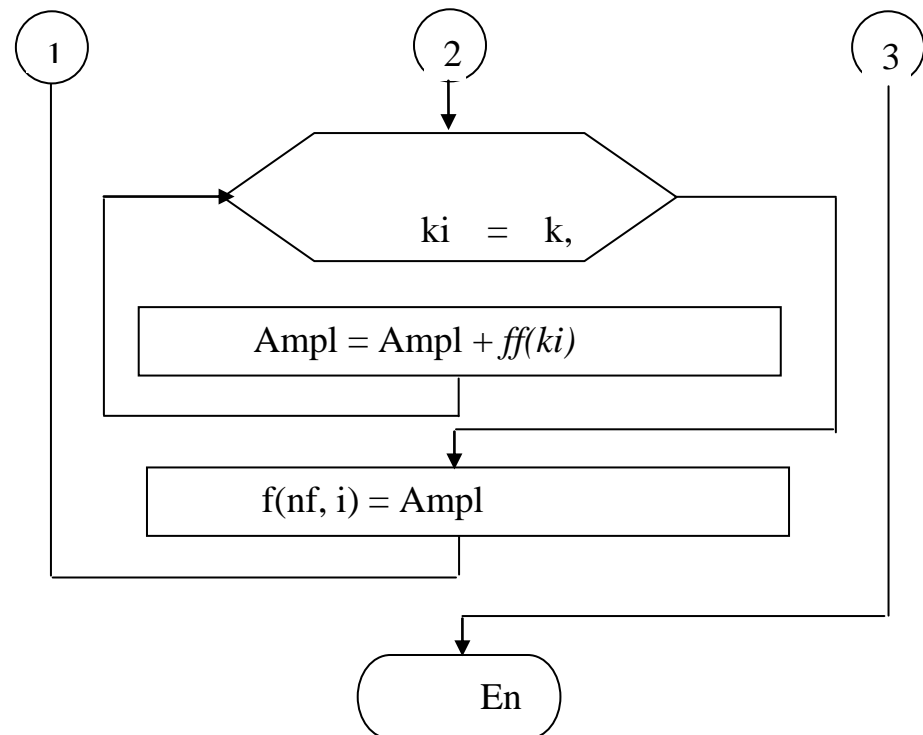 1
2
3
ki = k,
Ampl = Ampl + ff(ki)
f(nf, i) = Ampl
En